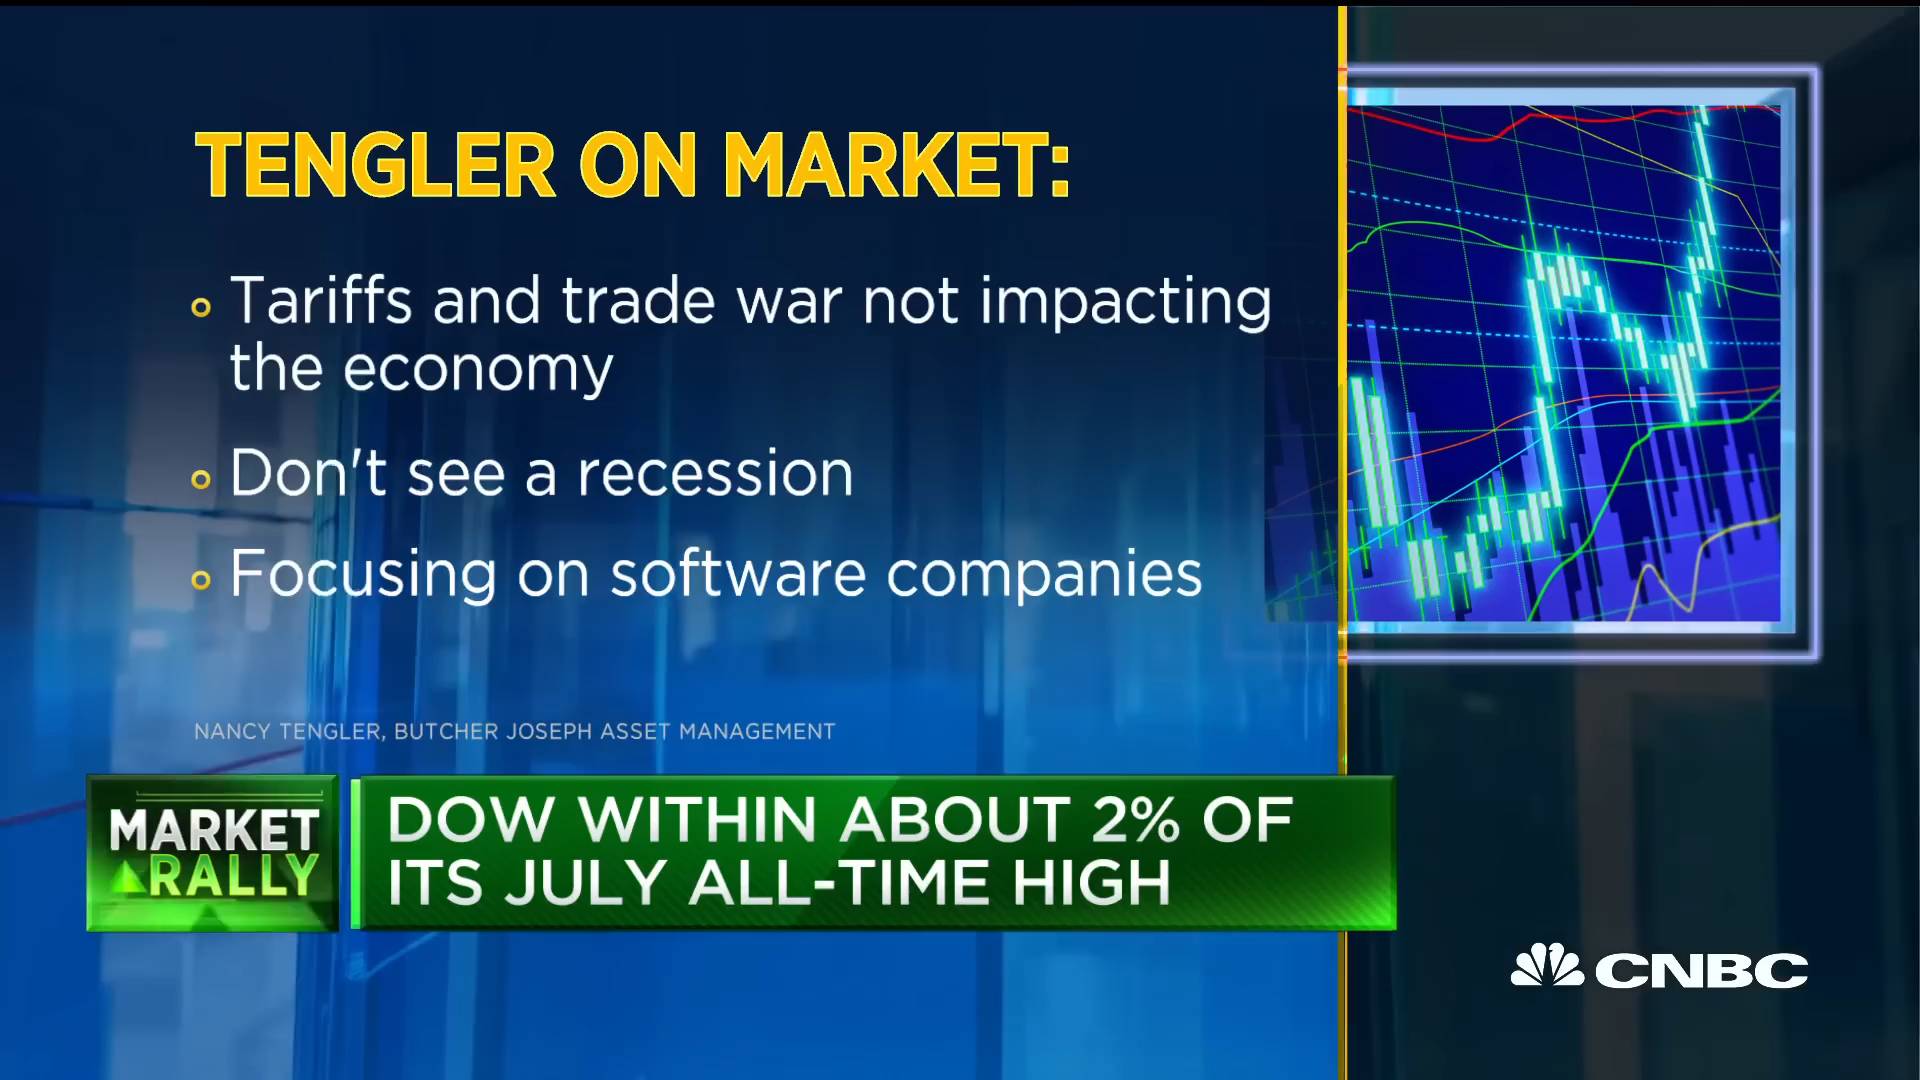 TENGLER ON MARKET:
Tariffs and trade war not impacting
the economy
Don't see a recession
Focusing on software companies
NANCY TENGLER, BUTCHER JOSEPH ASSET MANAGEMENT
MARKET
RALLY
DOW WITHIN ABOUT 2% OF
ITS JULY ALL-TIME HIGH
CNBC